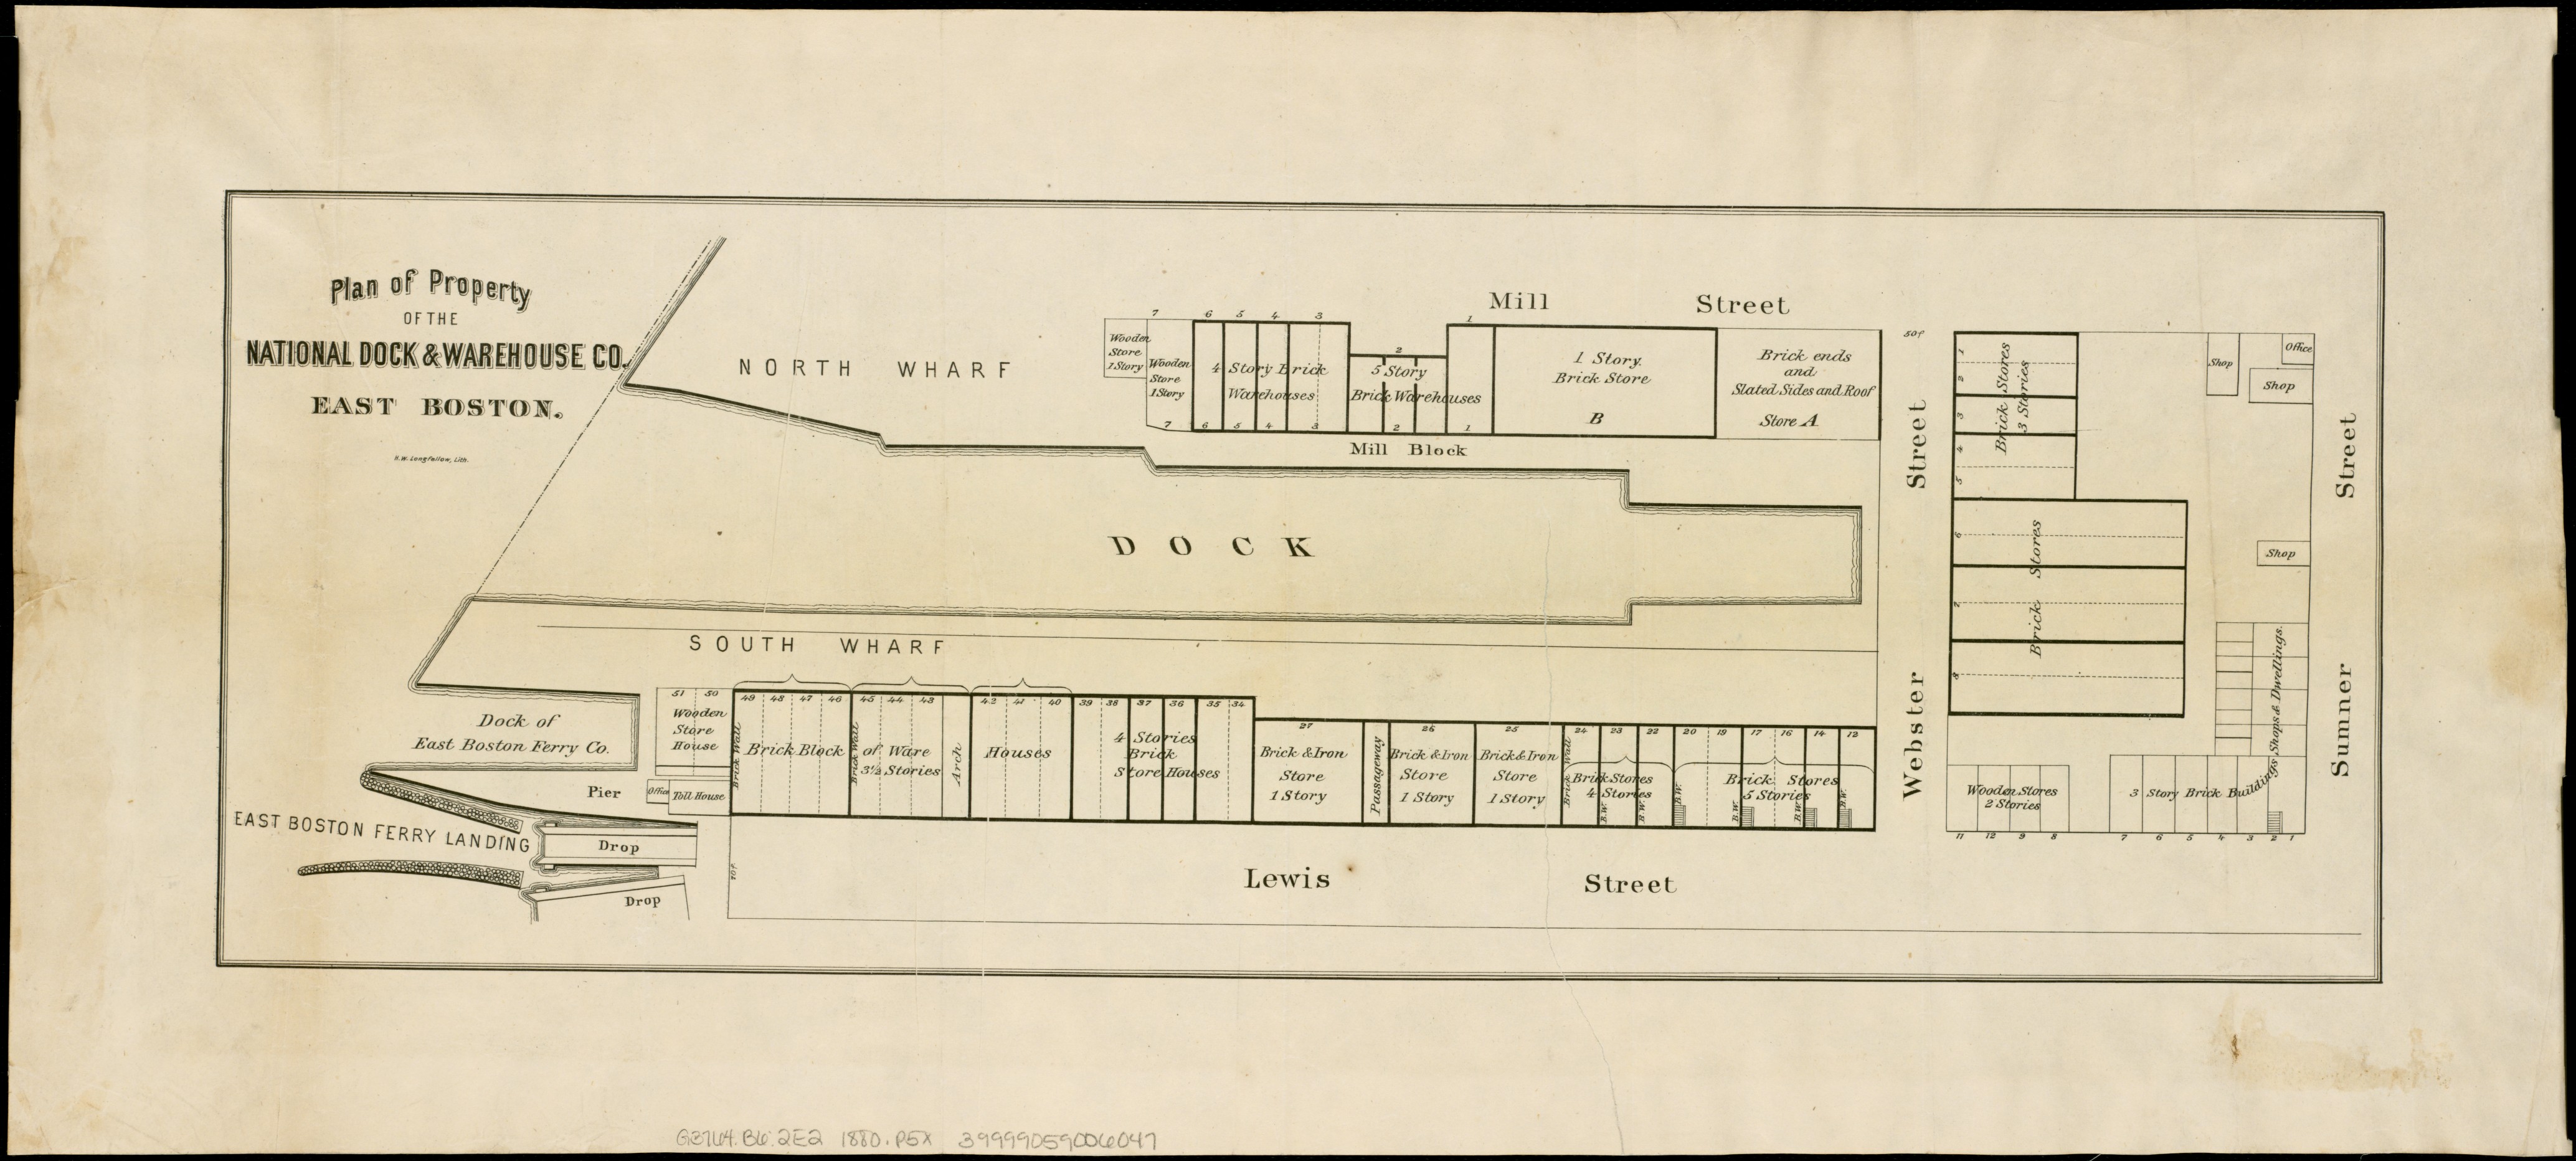 Plan of Property
OF THE
NATIONAL DOCK & WAREHOUSE CO.
EAST BOSTON.
H.W. Longfellow, Lith.
NORTH WHARF
Mill Street
7 6 5 4 3 2 1
Wooden
Store
1 Story
Wooden
Store
1 Story
4 Story Brick
Warehouses
5 Story
Brick Warehouses
1 Story
Brick Store
B
Brick ends
and
Slated Sides and Roof
Store A
7 6 5 4 3 2 1
Mill Block
DOCK
SOUTH WHARF
Dock of
East Boston Ferry Co.
Pier
EAST BOSTON FERRY LANDING
Drop
Drop
51 50
Wooden
Store
House
Office
Toll House
49 48 47 46 45 44 43 42 41 40 39 38 37 36 35 34
Brick Wall
Brick Block
Brick Wall
of Ware
3½ Stories
Arch
Houses
4 Stories
Brick
Store Houses
27
Brick & Iron
Store
1 Story
Passageway
26
Brick & Iron
Store
1 Story
25
Brick & Iron
Store
1 Story
24 23 22 20 19 17 16 14 12
Brick Wall
Brick Stores
4 Stories
B.W.
B.W.
B.W.
Brick Stores
5 Stories
B.W.
B.W.
B.W.
Lewis Street
Webster Street
50f
1
2
3
4
5
Brick Stores
3 Stories
6
7
8
Brick Stores
Shop
Office
Shop
Shop
Shops & Dwellings.
Wooden Stores
2 Stories
11 12 9 8
3 Story Brick Buildings
7 6 5 4 3 2 1
Sumner Street
G3764.B6:2E2 1880.P5X 39999059006047